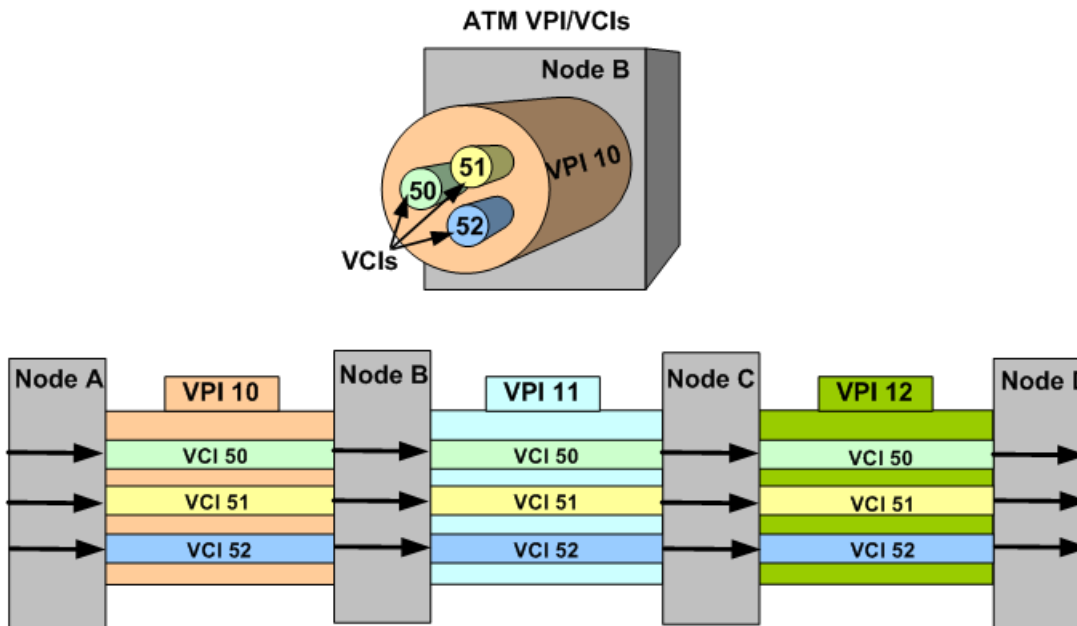 ATM VPI/VCIs
Node B
VPI 10
51
50
52
VCIs
Node A
VPI 10
Node B
VPI 11
Node C
VPI 12
Node
VCI 50
VCI 50
VCI 50
VCI 51
VCI 51
VCI 51
VCI 52
VCI 52
VCI 52